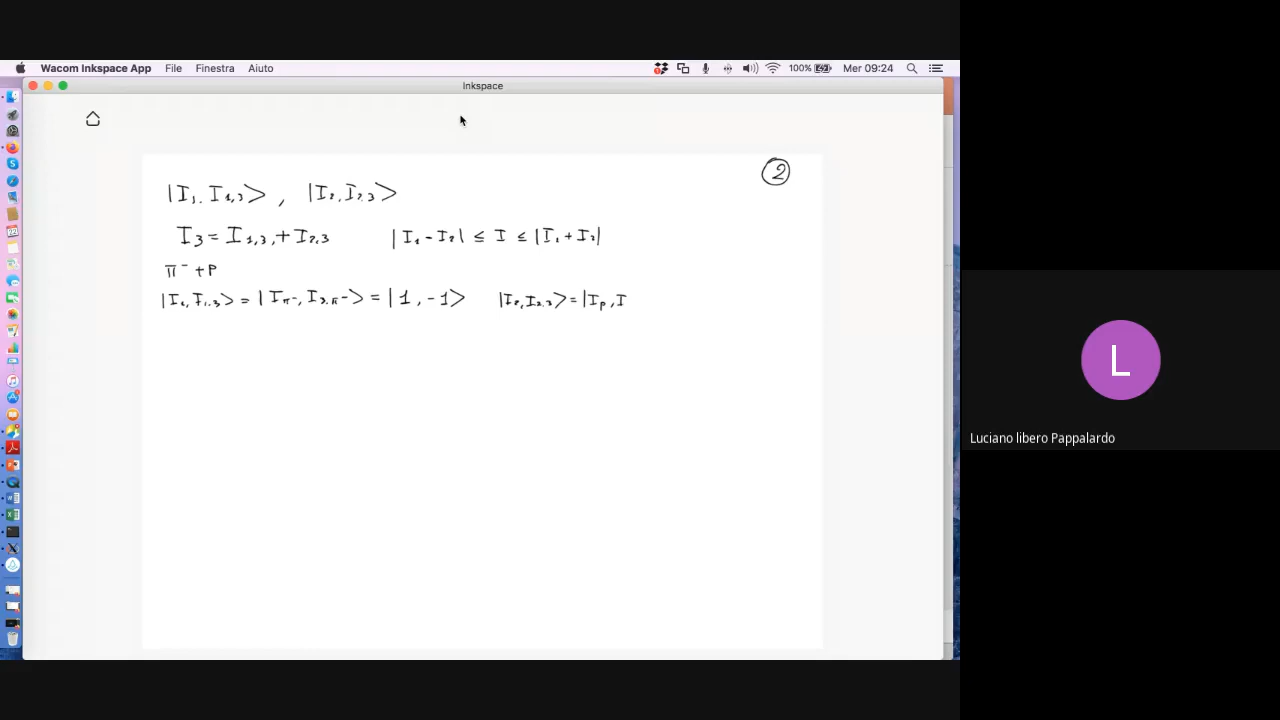 Wacom Inkspace App File Finestra Aiuto 100% Mer 09:24
Inkspace
2
|I₁, I₁,₃> , |I₂, I₂,₃>
I₃ = I₁,₃ + I₂,₃ |I₁ - I₂| ≤ I ≤ |I₁ + I₂|
π⁻ + P
|I₁, I₁,₃> = |Iπ⁻, I₃,π⁻> = |1, -1> |I₂, I₂,₃> = |Ip, I
L
Luciano libero Pappalardo